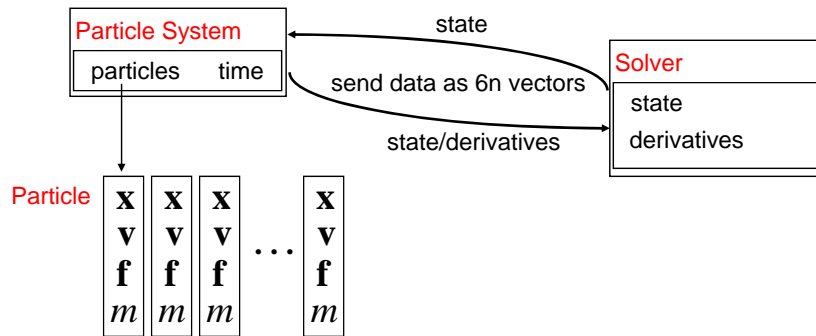 Particle System
particles time
state
send data as 6n vectors
state/derivatives
Solver
state
derivatives
Particle
x x x x
v v v v
f f f ... f
m m m m